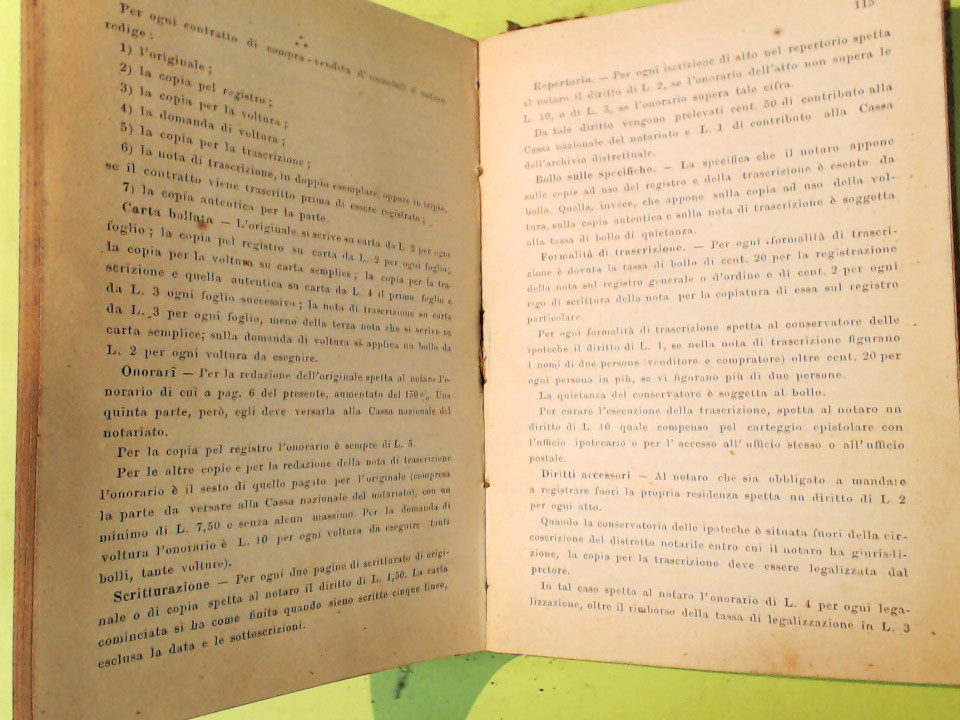 Per ogni contratto di compra-vendita d'immobili il notaro
redige :
1) l'originale ;
2) la copia pel registro ;
3) la copia per la voltura ;
4) la domanda di voltura ;
5) la copia per la trascrizione ;
6) la nota di trascrizione, in doppio esemplare, oppure in triplo,
se il contratto viene trascritto prima di essere registrato ;
7) la copia autentica per la parte.
Carta bollata — L'originale si scrive su carta da L. 2 per ogni
foglio ; la copia pel registro su carta da L. 2 per ogni foglio;
la copia per la voltura su carta semplice ; la copia per la tra-
scrizione e quella autentica su carta da L. 4 il primo foglio e
da L. 3 ogni foglio successivo ; la nota di trascrizione su carta
da L. 3 per ogni foglio, meno della terza nota che si scrive su
carta semplice; sulla domanda di voltura si applica un bollo da
L. 2 per ogni voltura da eseguire.
Onorarî — Per la redazione dell'originale spetta al notaro l'o-
norario di cui a pag. 6 del presente, aumentato del 150 %. Una
quinta parte, però, egli deve versarla alla Cassa nazionale del
notariato.
Per la copia pel registro l'onorario è sempre di L. 5.
Per le altre copie e per la redazione della nota di trascrizione
l'onorario è il sesto di quello pagato per l'originale (compresa
la parte da versare alla Cassa nazionale del notariato), con un
minimo di L. 7,50 e senza alcun massimo. Per la domanda di
voltura l'onorario è L. 10 per ogni voltura da eseguire tanti
bolli, tante volture).
Scritturazione — Per ogni due pagine di scritturato di origi-
nale o di copia spetta al notaro il diritto di L. 1,50. La carta
cominciata si ha come finita quando sieno scritte cinque linee,
esclusa la data e le sottoscrizioni.
115
Repertorio. — Per ogni iscrizione di atto nel repertorio spetta
al notaro il diritto di L. 2, se l'onorario dell'atto non supera le
L. 10, e di L. 3, se l'onorario supera tale cifra.
Da tale diritto vengono prelevati cent. 50 di contributo alla
Cassa nazionale del notariato e L. 1 di contributo alla Cassa
dell'archivio distrettuale.
Bollo sulle specifiche. — La specifica che il notaro appone
sulle copie ad uso del registro e della trascrizione è esente da
bollo. Quella, invece, che appone sulla copia ad uso della vol-
tura, sulla copia autentica e sulla nota di trascrizione è soggetta
alla tassa di bollo di quietanza.
Formalità di trascrizione. — Per ogni formalità di trascri-
zione è dovuta la tassa di bollo di cent. 20 per la registrazione
della nota sul registro generale o d'ordine e di cent. 2 per ogni
rigo di scrittura della nota per la copiatura di essa sul registro
particolare.
Per ogni formalità di trascrizione spetta al conservatore delle
ipoteche il diritto di L. 1, se nella nota di trascrizione figurano
i nomi di due persone (venditore e compratore) oltre cent. 20 per
ogni persona in più, se vi figurano più di due persone.
La quietanza del conservatore è soggetta al bollo.
Per curare l'esecuzione della trascrizione, spetta al notaro un
diritto di L. 10 quale compenso pel carteggio epistolare con
l'ufficio ipotecario o per l'accesso all'ufficio stesso o all'ufficio
postale.
Diritti accessori — Al notaro che sia obbligato a mandare
a registrare fuori la propria residenza spetta un diritto di L. 2
per ogni atto.
Quando la conservatoria delle ipoteche è situata fuori della cir-
coscrizione del distretto notarile entro cui il notaro ha giurisdi-
zione, la copia per la trascrizione deve essere legalizzata dal
pretore.
In tal caso spetta al notaro l'onorario di L. 4 per ogni lega-
lizzazione, oltre il rimborso della tassa di legalizzazione in L. 3